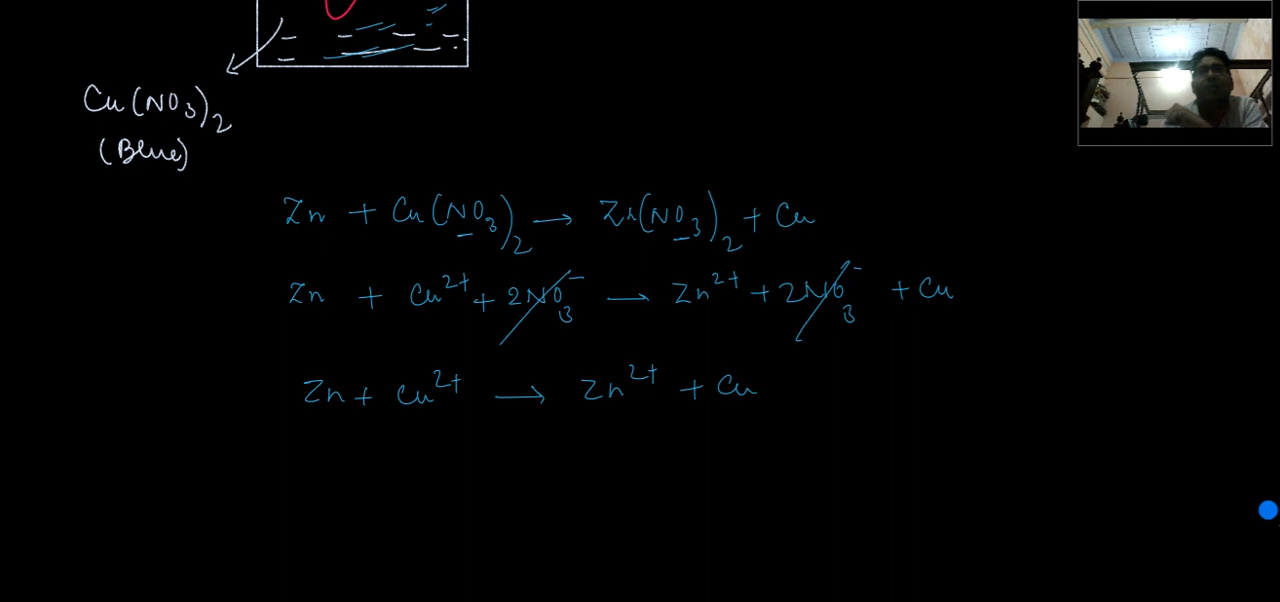 Cu(NO₃)₂
(Blue)
Zn + Cu(NO₃)₂ → Zn(NO₃)₂ + Cu
Zn + Cu²⁺ + 2NO₃⁻ → Zn²⁺ + 2NO₃⁻ + Cu
Zn + Cu²⁺ → Zn²⁺ + Cu